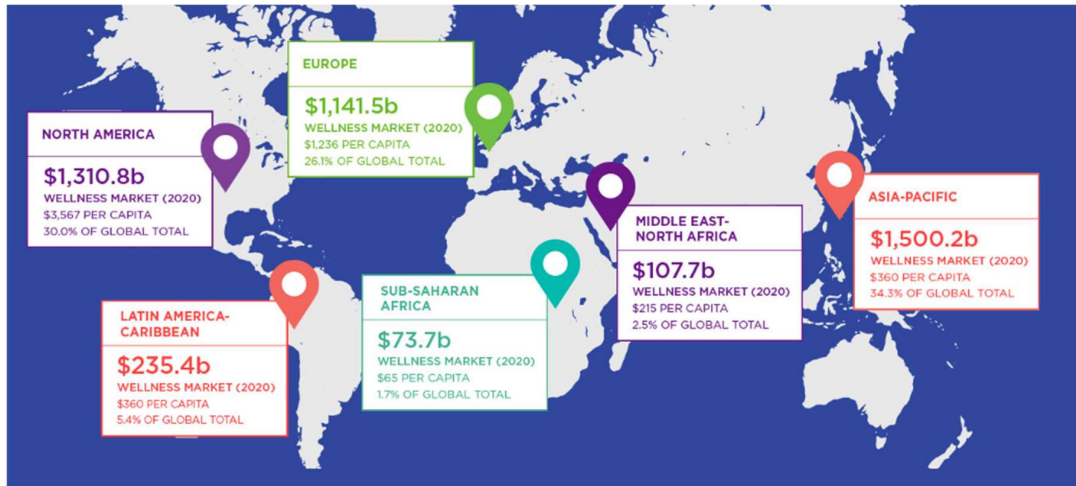 EUROPE
$1,141.5b
WELLNESS MARKET (2020)
$1,236 PER CAPITA
26.1% OF GLOBAL TOTAL
NORTH AMERICA
$1,310.8b
WELLNESS MARKET (2020)
$3,567 PER CAPITA
30.0% OF GLOBAL TOTAL
ASIA-PACIFIC
$1,500.2b
WELLNESS MARKET (2020)
$360 PER CAPITA
34.3% OF GLOBAL TOTAL
MIDDLE EAST-
NORTH AFRICA
$107.7b
WELLNESS MARKET (2020)
$215 PER CAPITA
2.5% OF GLOBAL TOTAL
SUB-SAHARAN
AFRICA
$73.7b
WELLNESS MARKET (2020)
$65 PER CAPITA
1.7% OF GLOBAL TOTAL
LATIN AMERICA-
CARIBBEAN
$235.4b
WELLNESS MARKET (2020)
$360 PER CAPITA
5.4% OF GLOBAL TOTAL